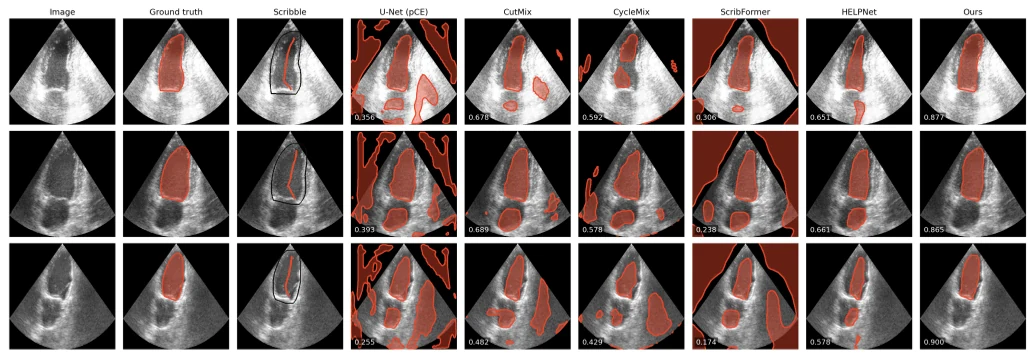 Image Ground truth Scribble U-Net (pCE) CutMix CycleMix ScribFormer HELPNet Ours
0.356 0.678 0.592 0.306 0.651 0.877
0.393 0.689 0.578 0.238 0.661 0.865
0.255 0.482 0.429 0.174 0.578 0.900